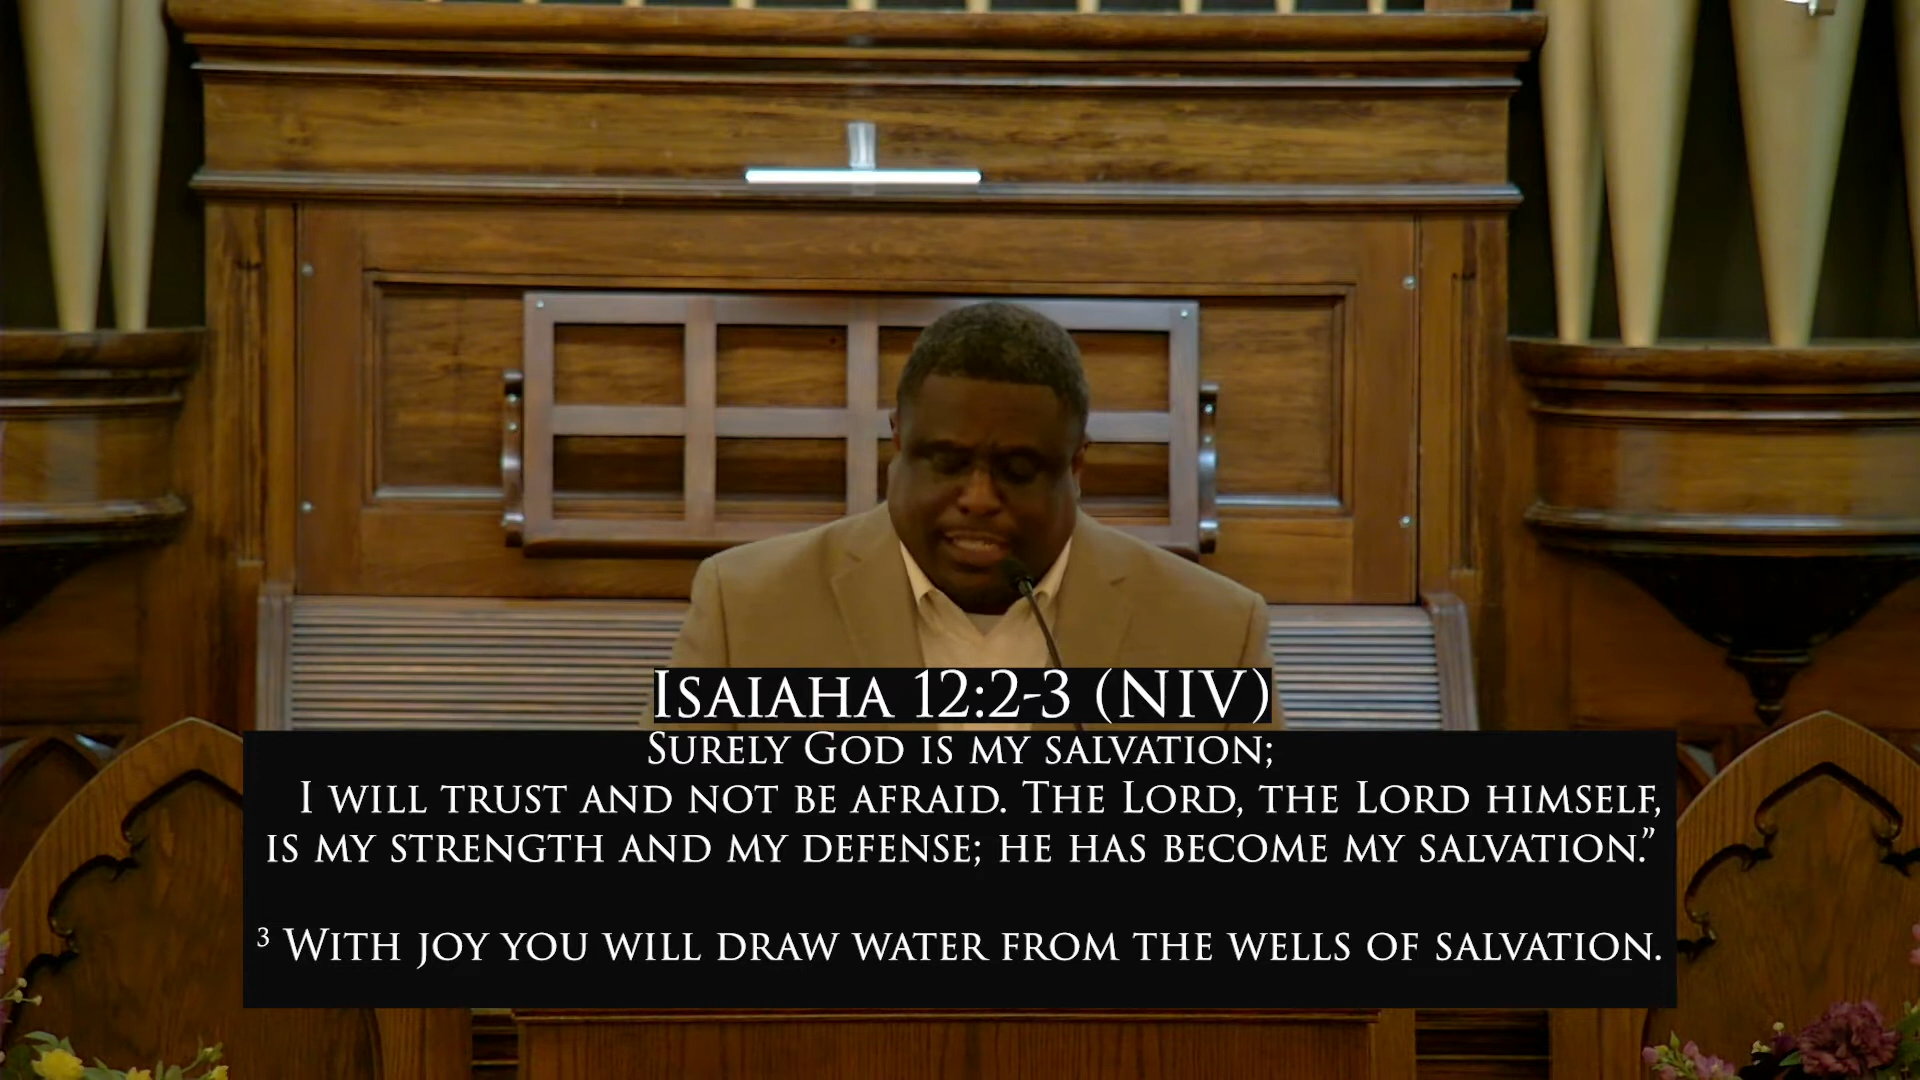 Isaiaha 12:2-3 (NIV)
Surely God is my salvation;
I will trust and not be afraid. The Lord, the Lord himself,
is my strength and my defense; he has become my salvation.”
³ With joy you will draw water from the wells of salvation.